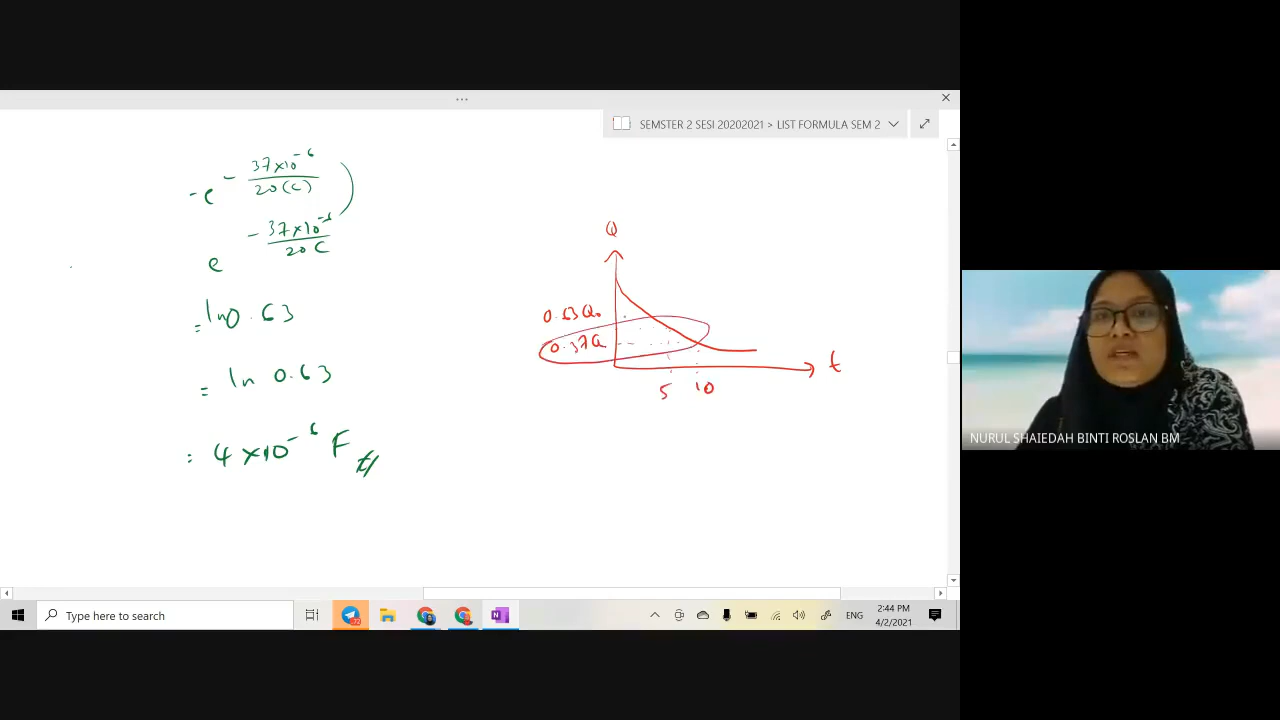 SEMSTER 2 SESI 20202021 > LIST FORMULA SEM 2
-e^-37×10^-6/20(C) )
e^-37×10^-6/20C
= ln 0.63
= ln 0.63
= 4×10^-6 F
Q
0.63Q₀
0.37Q
5 10
t
NURUL SHAIEDAH BINTI ROSLAN BM
Type here to search
ENG
2:44 PM
4/2/2021